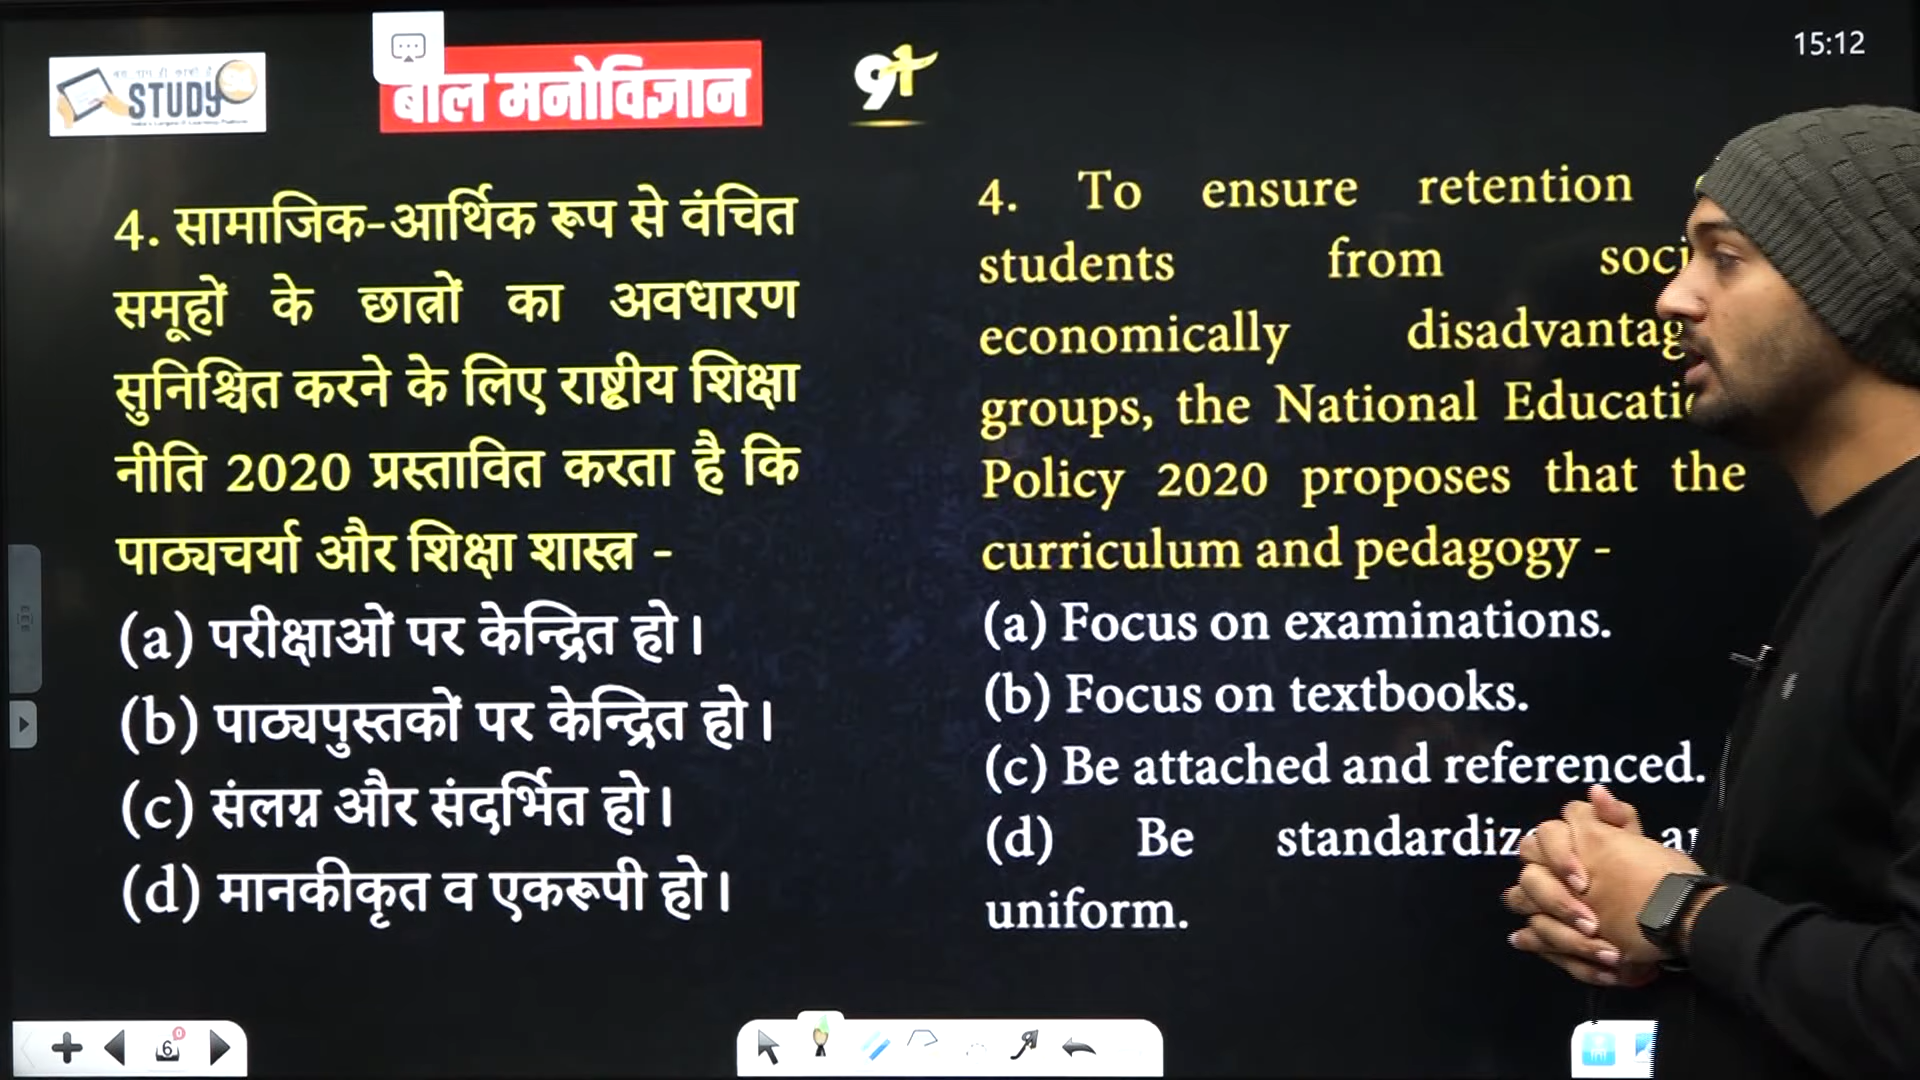 STUDY
बाल मनोविज्ञान
15:12
4. सामाजिक-आर्थिक रूप से वंचित
समूहों के छात्रों का अवधारण
सुनिश्चित करने के लिए राष्ट्रीय शिक्षा
नीति 2020 प्रस्तावित करता है कि
पाठ्यचर्या और शिक्षा शास्त्र -
(a) परीक्षाओं पर केन्द्रित हो।
(b) पाठ्यपुस्तकों पर केन्द्रित हो।
(c) संलग्न और संदर्भित हो।
(d) मानकीकृत व एकरूपी हो।
4. To ensure retention
students from
economically
groups, the National
Policy 2020 proposes that the
curriculum and pedagogy -
(a) Focus on examinations.
(b) Focus on textbooks.
(c) Be attached and referenced.
(d) Be
uniform.
6